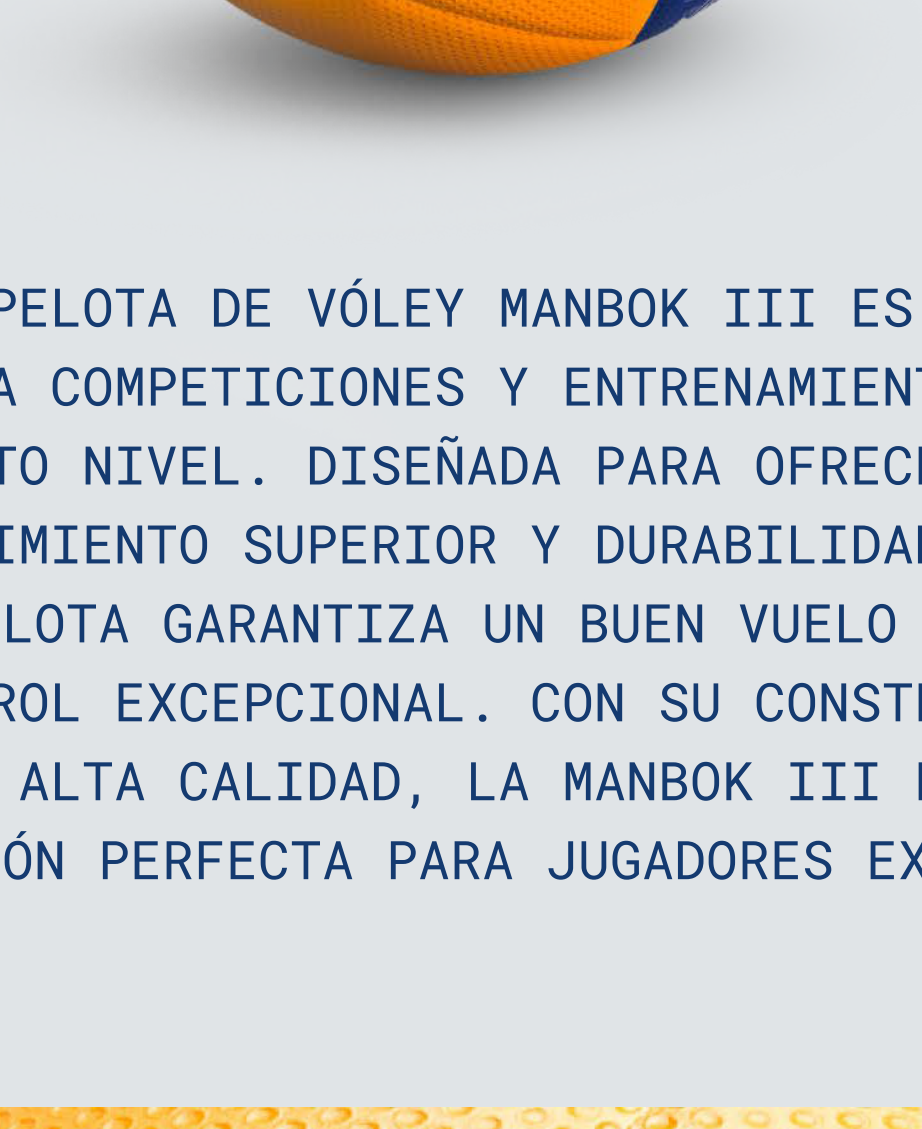 PELOTA DE VÓLEY MANBOK III ES
A COMPETICIONES Y ENTRENAMIENT
TO NIVEL. DISEÑADA PARA OFREC
IMIENTO SUPERIOR Y DURABILIDA
LOTA GARANTIZA UN BUEN VUELO
ROL EXCEPCIONAL. CON SU CONST
ALTA CALIDAD, LA MANBOK III
ÓN PERFECTA PARA JUGADORES EX